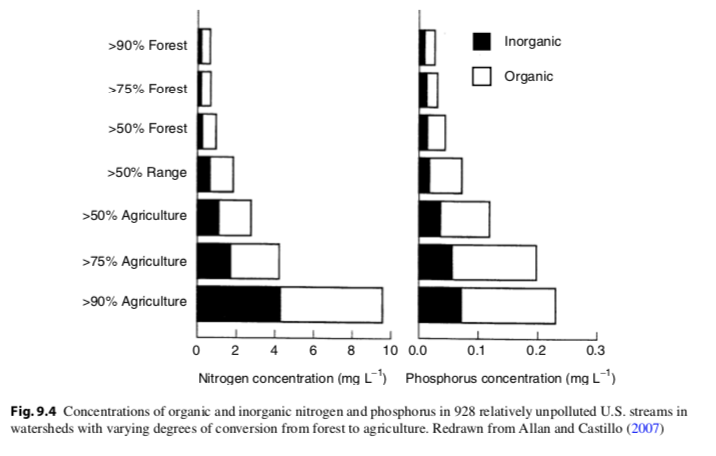 >90% Forest
>75% Forest
>50% Forest
>50% Range
>50% Agriculture
>75% Agriculture
>90% Agriculture
0 2 4 6 8 10
Nitrogen concentration (mg L⁻¹)
Inorganic
Organic
0.0 0.1 0.2 0.3
Phosphorus concentration (mg L⁻¹)
Fig. 9.4 Concentrations of organic and inorganic nitrogen and phosphorus in 928 relatively unpolluted U.S. streams in
watersheds with varying degrees of conversion from forest to agriculture. Redrawn from Allan and Castillo (2007)